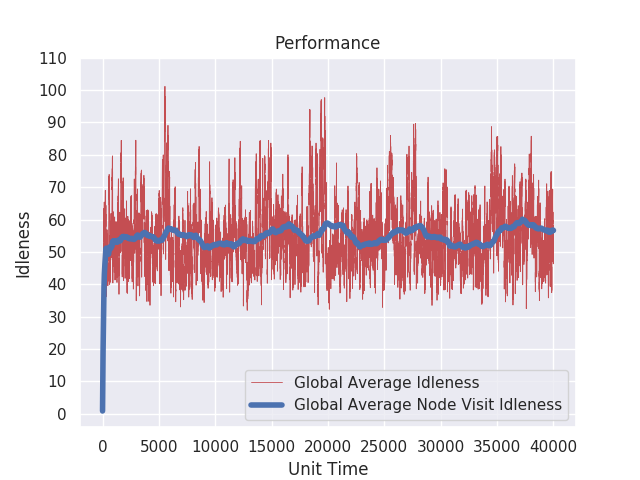 Performance
110
100
90
80
70
60
50
40
30
20
10
0
Idleness
Global Average Idleness
Global Average Node Visit Idleness
0 5000 10000 15000 20000 25000 30000 35000 40000
Unit Time